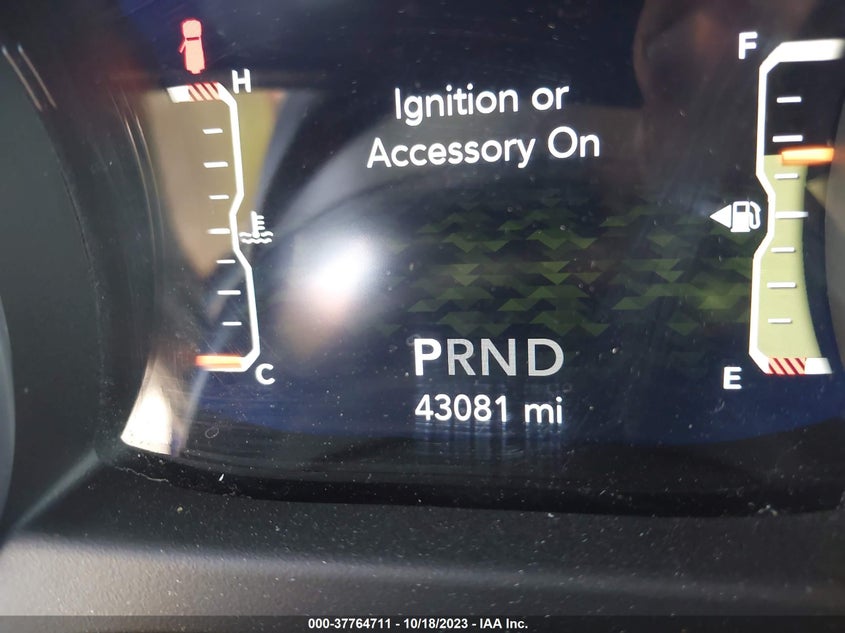 H
F
Ignition or
Accessory On
PRND
C
E
43081 mi
000-37764711 - 10/18/2023 - IAA Inc.